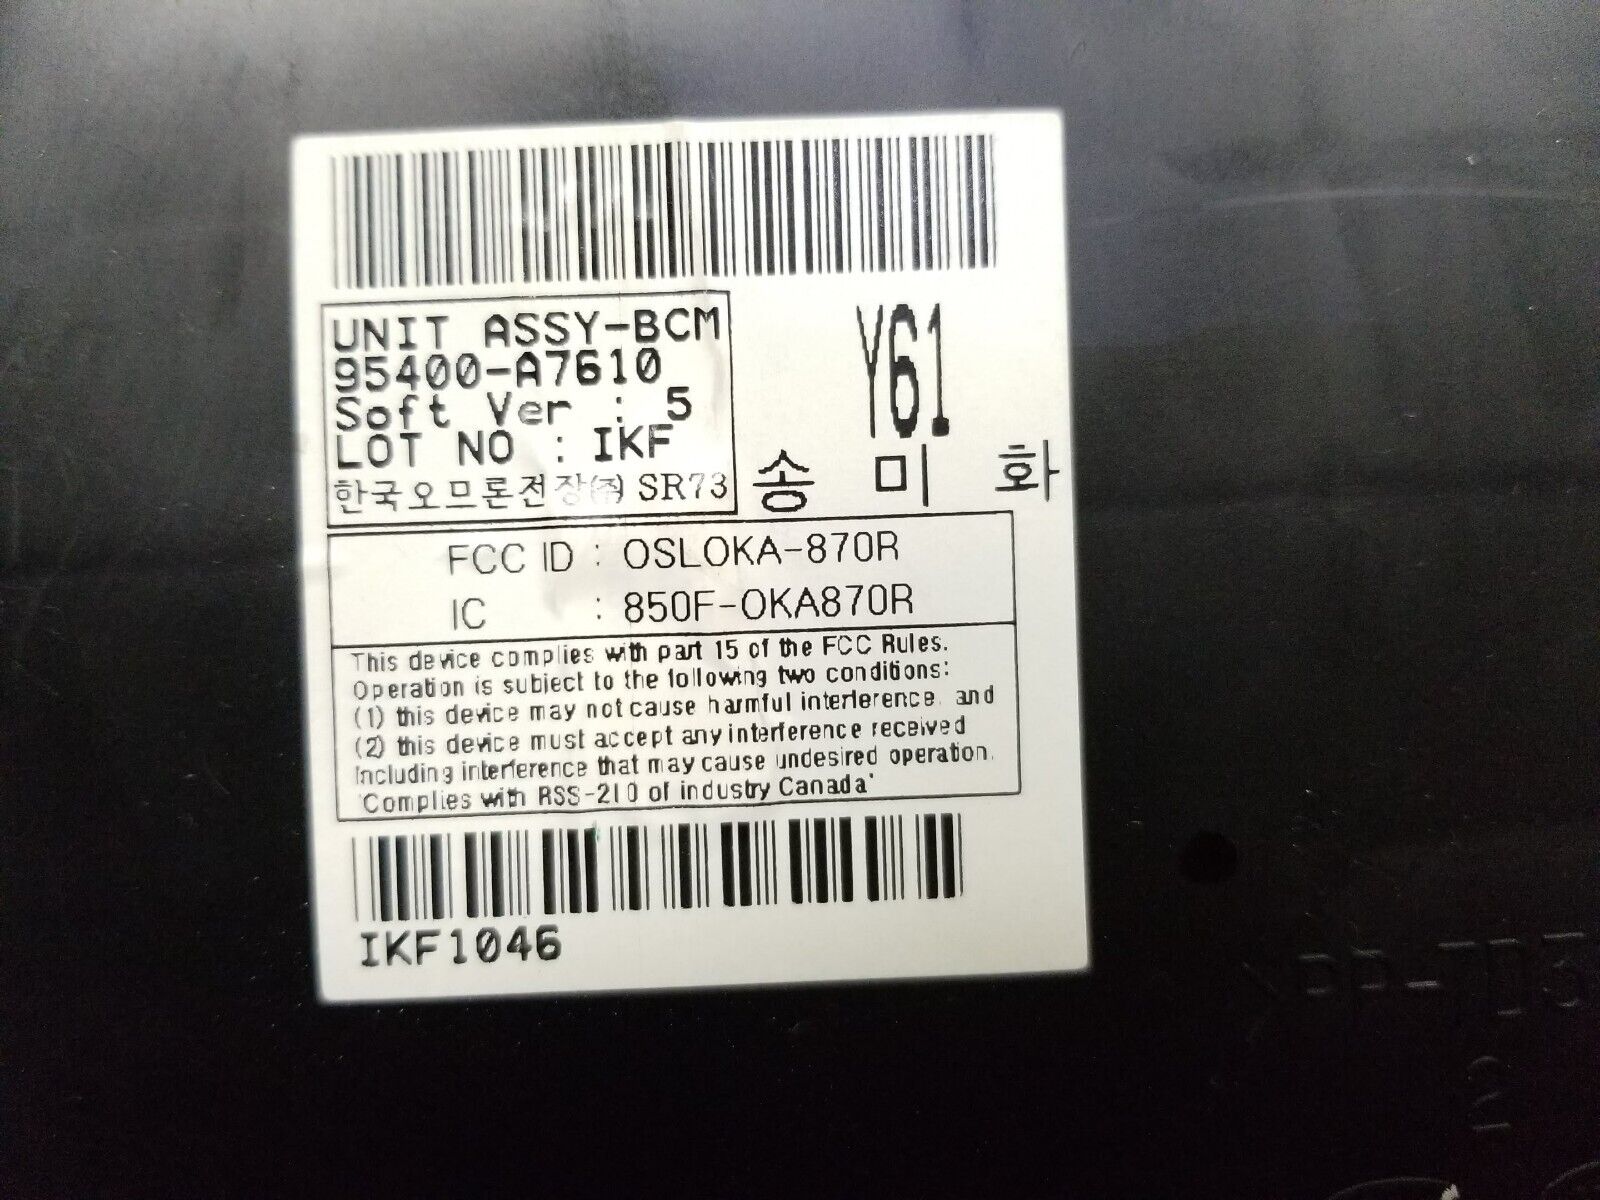 UNIT ASSY-BCM
95400-A7610
Soft Ver : 5
LOT NO : IKF
한국오므론전장(주) SR73
Y61
송 미 화
FCC ID : OSLOKA-870R
IC : 850F-OKA870R
This device complies with part 15 of the FCC Rules.
Operation is subject to the following two conditions:
(1) this device may not cause harmful interference, and
(2) this device must accept any interference received
Including interference that may cause undesired operation.
'Complies with RSS-210 of industry Canada'
IKF1046